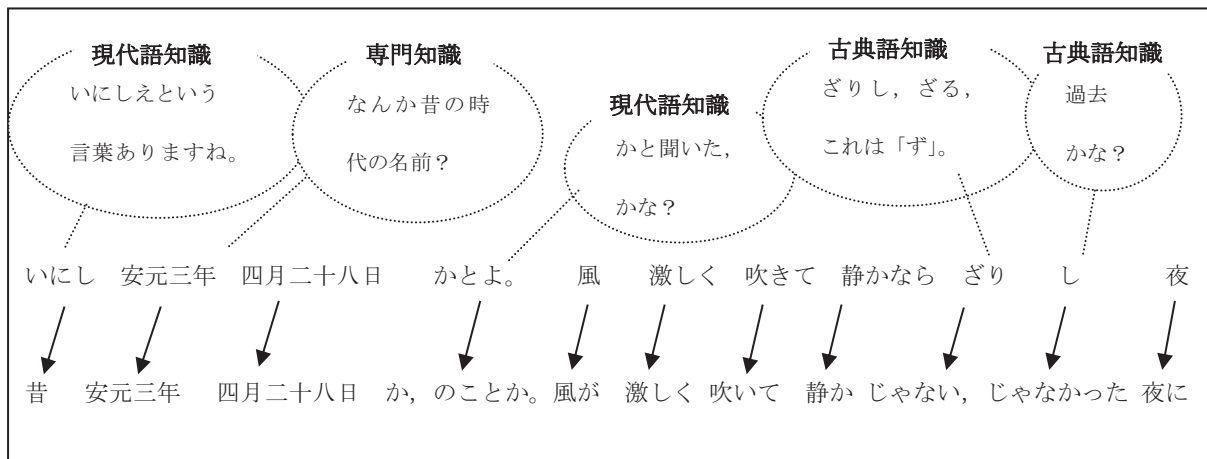 現代語知識
いにしえという
言葉ありますね。
専門知識
なんか昔の時
代の名前？
現代語知識
かと聞いた，
かな？
古典語知識
ざりし，ざる，
これは「ず」。
古典語知識
過去
かな？
いにし 安元三年 四月二十八日 かとよ。 風 激しく 吹きて 静かなら ざり し 夜
昔 安元三年 四月二十八日 か，のことか。風が 激しく 吹いて 静か じゃない，じゃなかった 夜に